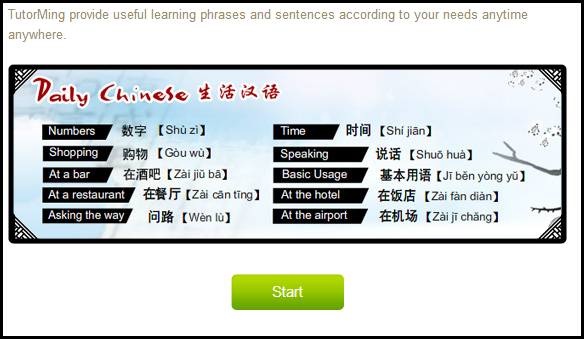 TutorMing provide useful learning phrases and sentences according to your needs anytime
anywhere.
Daily Chinese 生活汉语
Numbers 数字 【Shù zì】 Time 时间 【Shí jiān】
Shopping 购物 【Gòu wù】 Speaking 说话 【Shuō huà】
At a bar 在酒吧【Zài jiǔ bā】 Basic Usage 基本用语【Jī běn yòng yǔ】
At a restaurant 在餐厅【Zài cān tīng】 At the hotel 在饭店 【Zài fàn diàn】
Asking the way 问路【Wèn lù】 At the airport 在机场 【Zài jī chǎng】
Start